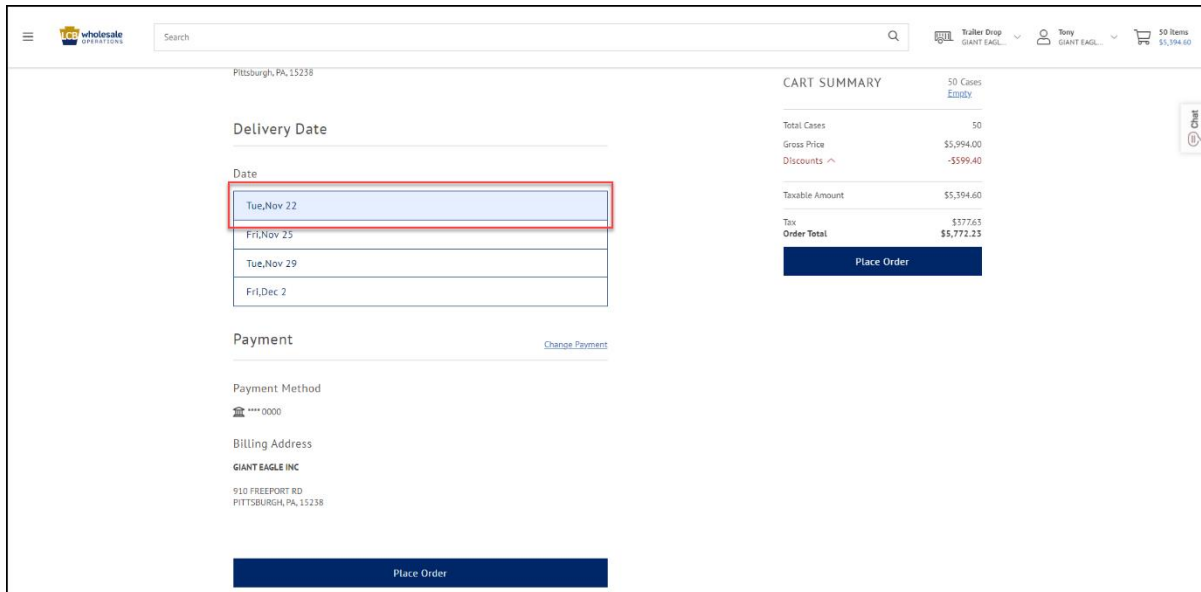 LCB wholesale
OPERATIONS
Search
Trailer Drop
GIANT EAGL...
Tony
GIANT EAGL...
50 items
$5,394.60
Pittsburgh, PA, 15238
Delivery Date
Date
Tue,Nov 22
Fri,Nov 25
Tue,Nov 29
Fri,Dec 2
Payment
Change Payment
Payment Method
**** 0000
Billing Address
GIANT EAGLE INC
910 FREEPORT RD
PITTSBURGH, PA, 15238
Place Order
CART SUMMARY
50 Cases
Empty
Total Cases 50
Gross Price $5,994.00
Discounts -$599.40
Taxable Amount $5,394.60
Tax $377.63
Order Total $5,772.23
Place Order
Chat